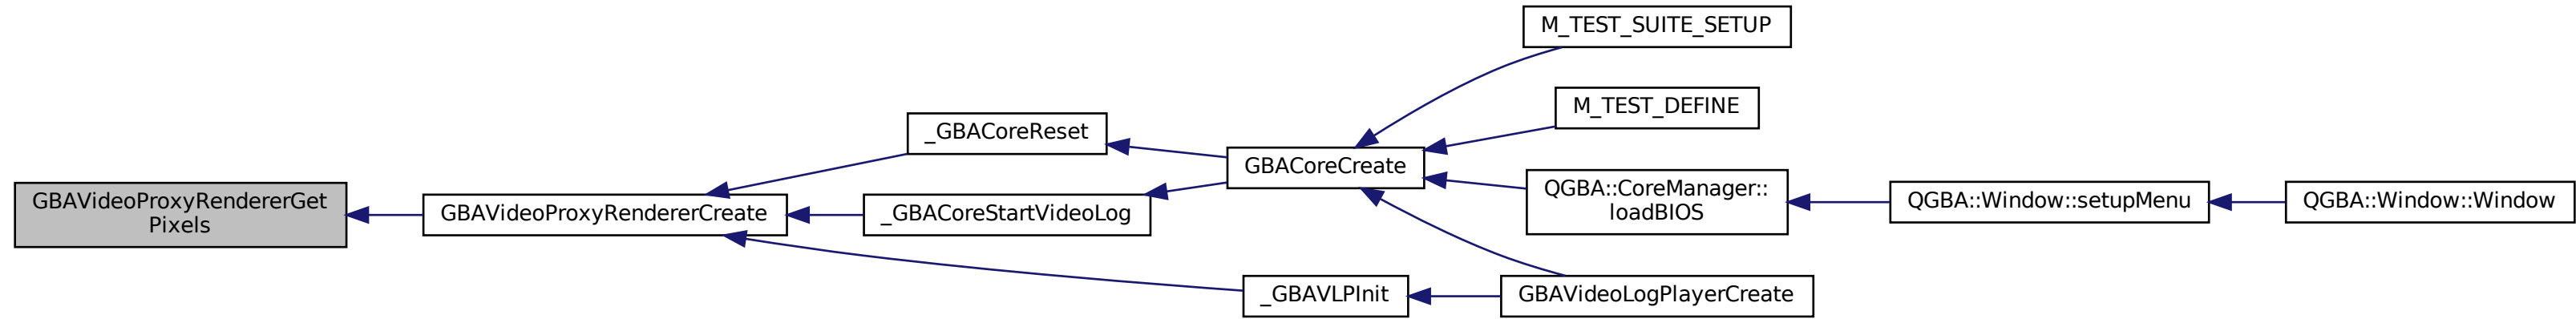 GBAVideoProxyRendererGet
Pixels
GBAVideoProxyRendererCreate
_GBACoreReset
_GBACoreStartVideoLog
_GBAVLPInit
GBACoreCreate
M_TEST_SUITE_SETUP
M_TEST_DEFINE
QGBA::CoreManager::
loadBIOS
GBAVideoLogPlayerCreate
QGBA::Window::setupMenu
QGBA::Window::Window